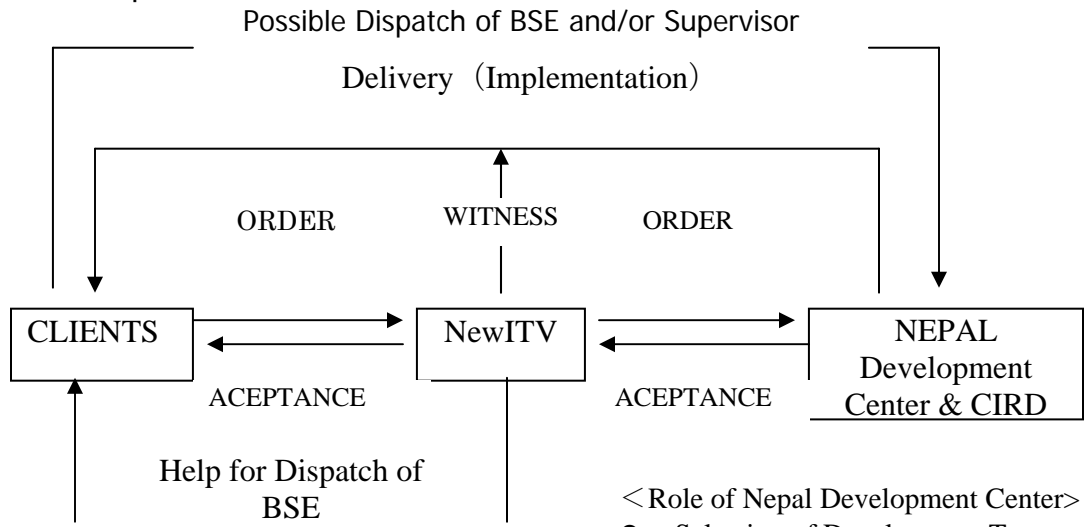 Possible Dispatch of BSE and/or Supervisor
Delivery（Implementation）
ORDER
WITNESS
ORDER
CLIENTS
NewITV
NEPAL
Development
Center & CIRD
ACEPTANCE
ACEPTANCE
Help for Dispatch of
BSE
＜Role of Nepal Development Center>